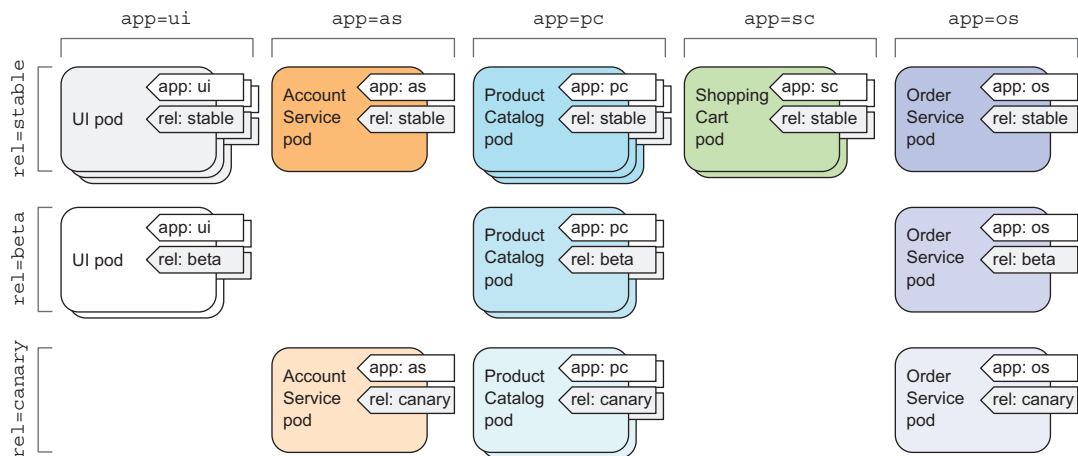 app=ui
app=as
app=pc
app=sc
app=os
rel=stable
UI pod
app: ui
rel: stable
Account
Service
pod
app: as
rel: stable
Product
Catalog
pod
app: pc
rel: stable
Shopping
Cart
pod
app: sc
rel: stable
Order
Service
pod
app: os
rel: stable
rel=beta
UI pod
app: ui
rel: beta
Product
Catalog
pod
app: pc
rel: beta
Order
Service
pod
app: os
rel: beta
rel=canary
Account
Service
pod
app: as
rel: canary
Product
Catalog
pod
app: pc
rel: canary
Order
Service
pod
app: os
rel: canary